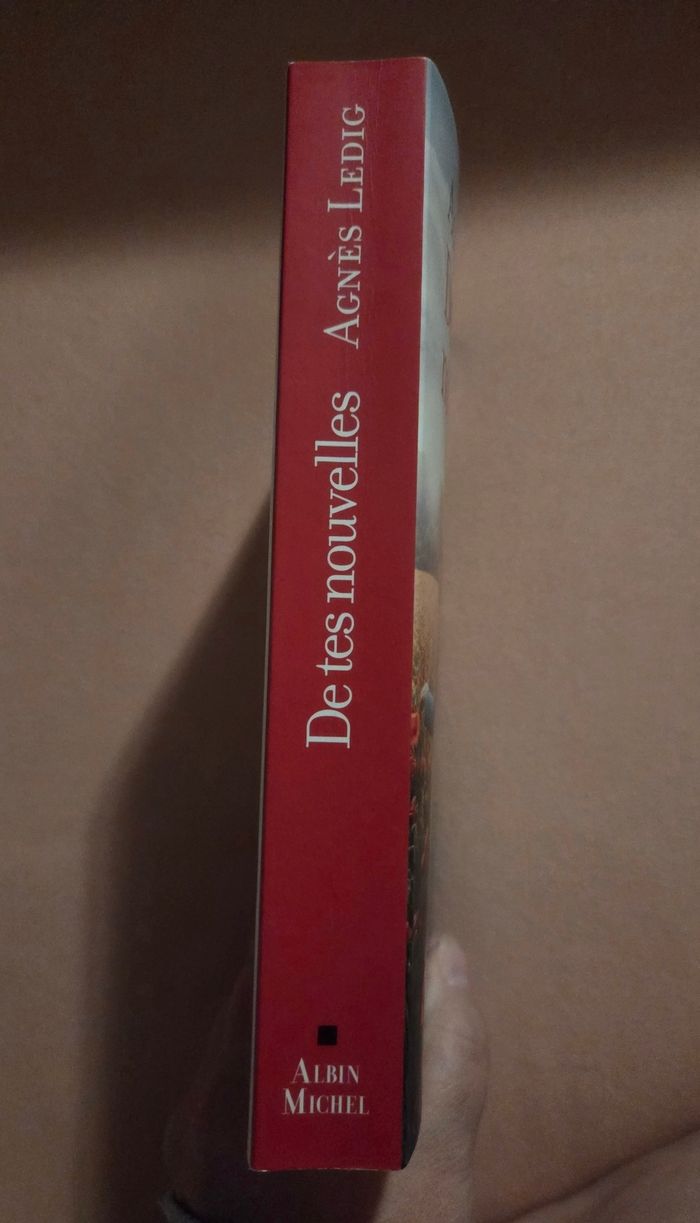 De tes nouvelles AGNÈS LEDIG
ALBIN
MICHEL